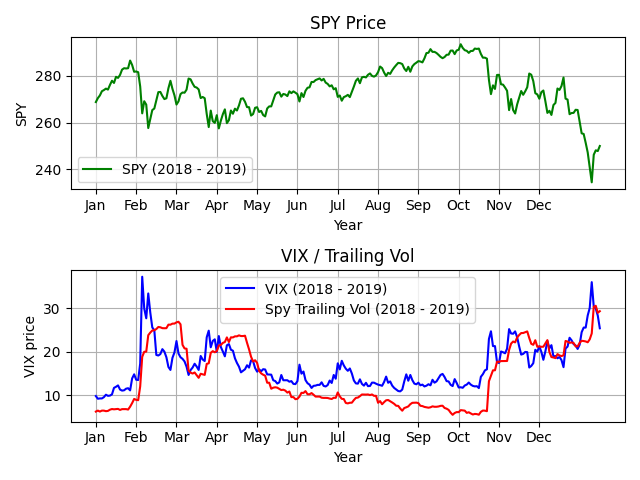 SPY Price
280
260
240
SPY
SPY (2018 - 2019)
Jan Feb Mar Apr May Jun Jul Aug Sep Oct Nov Dec
Year
VIX / Trailing Vol
30
20
10
VIX price
VIX (2018 - 2019)
Spy Trailing Vol (2018 - 2019)
Jan Feb Mar Apr May Jun Jul Aug Sep Oct Nov Dec
Year